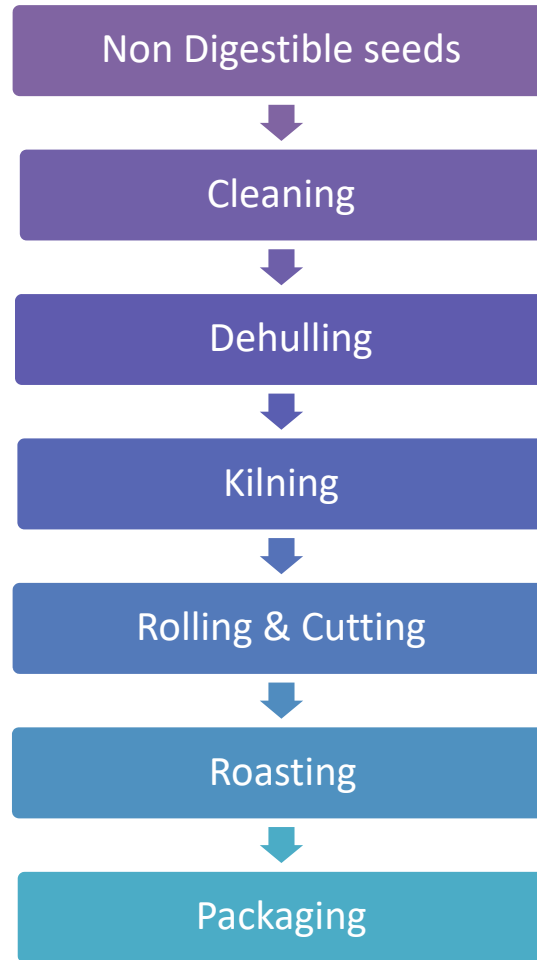 Non Digestible seeds
Cleaning
Dehulling
Kilning
Rolling & Cutting
Roasting
Packaging